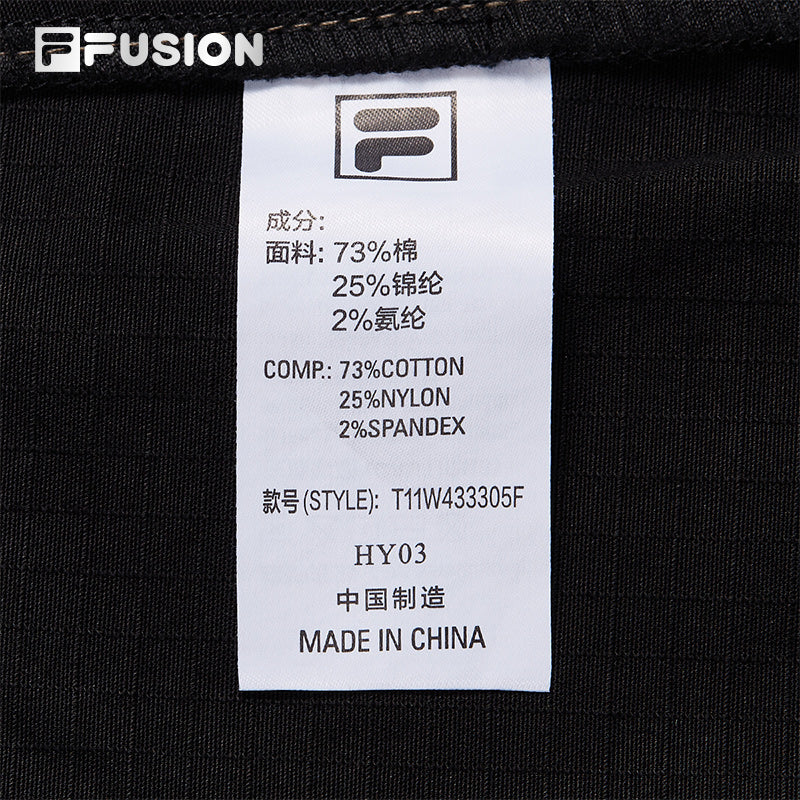 FUSION
成分:
面料: 73%棉
25%锦纶
2%氨纶
COMP.: 73%COTTON
25%NYLON
2%SPANDEX
款号(STYLE): T11W433305F
HY03
中国制造
MADE IN CHINA